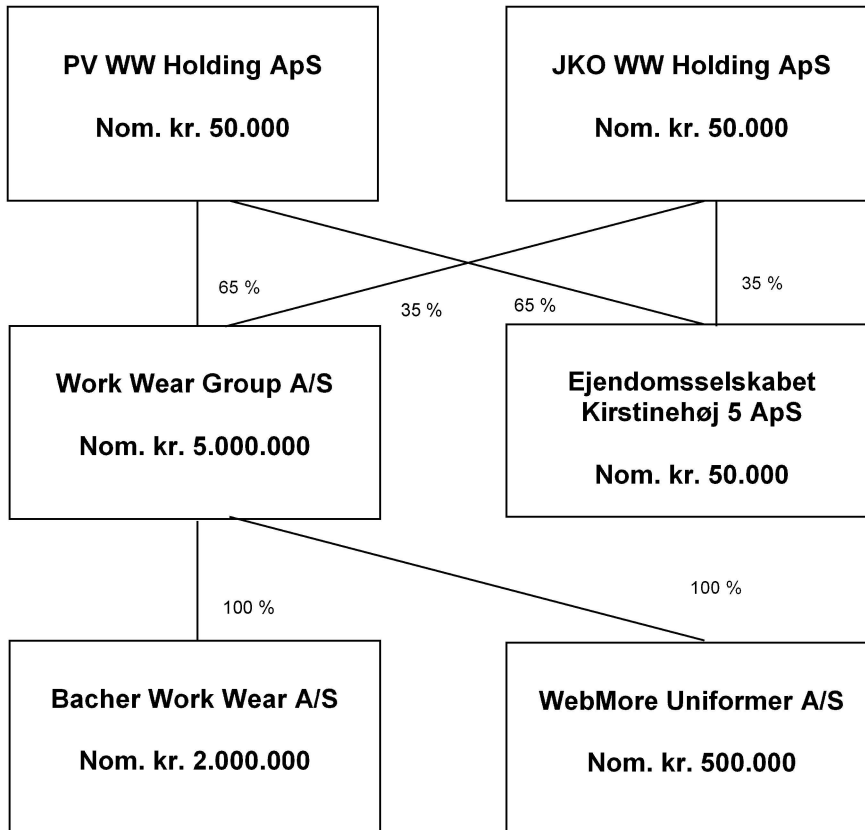 PV WW Holding ApS
Nom. kr. 50.000
JKO WW Holding ApS
Nom. kr. 50.000
65 %
35 %
65 %
35 %
Work Wear Group A/S
Nom. kr. 5.000.000
Ejendomsselskabet
Kirstinehøj 5 ApS
Nom. kr. 50.000
100 %
100 %
Bacher Work Wear A/S
Nom. kr. 2.000.000
WebMore Uniformer A/S
Nom. kr. 500.000